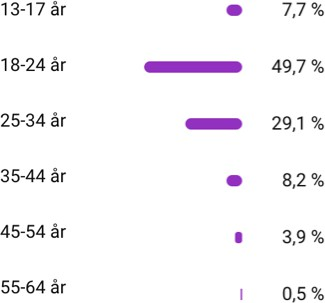 13-17 år 7,7 %
18-24 år 49,7 %
25-34 år 29,1 %
35-44 år 8,2 %
45-54 år 3,9 %
55-64 år 0,5 %